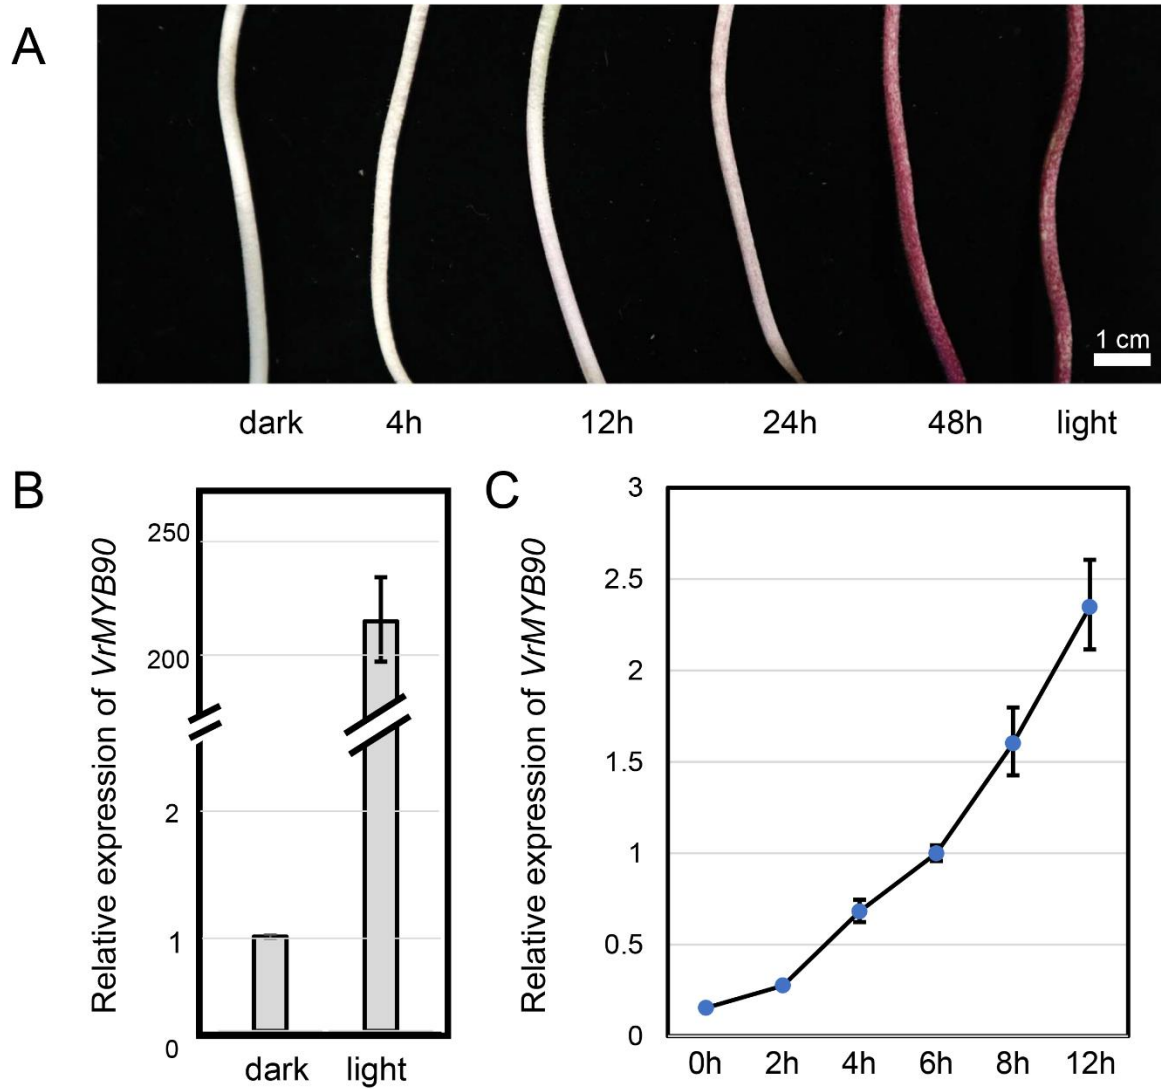 A
1 cm
dark 4h 12h 24h 48h light
B
Relative expression of VrMYB90
250
200
2
1
0
dark light
C
Relative expression of VrMYB90
3
2.5
2
1.5
1
0.5
0
0h 2h 4h 6h 8h 12h